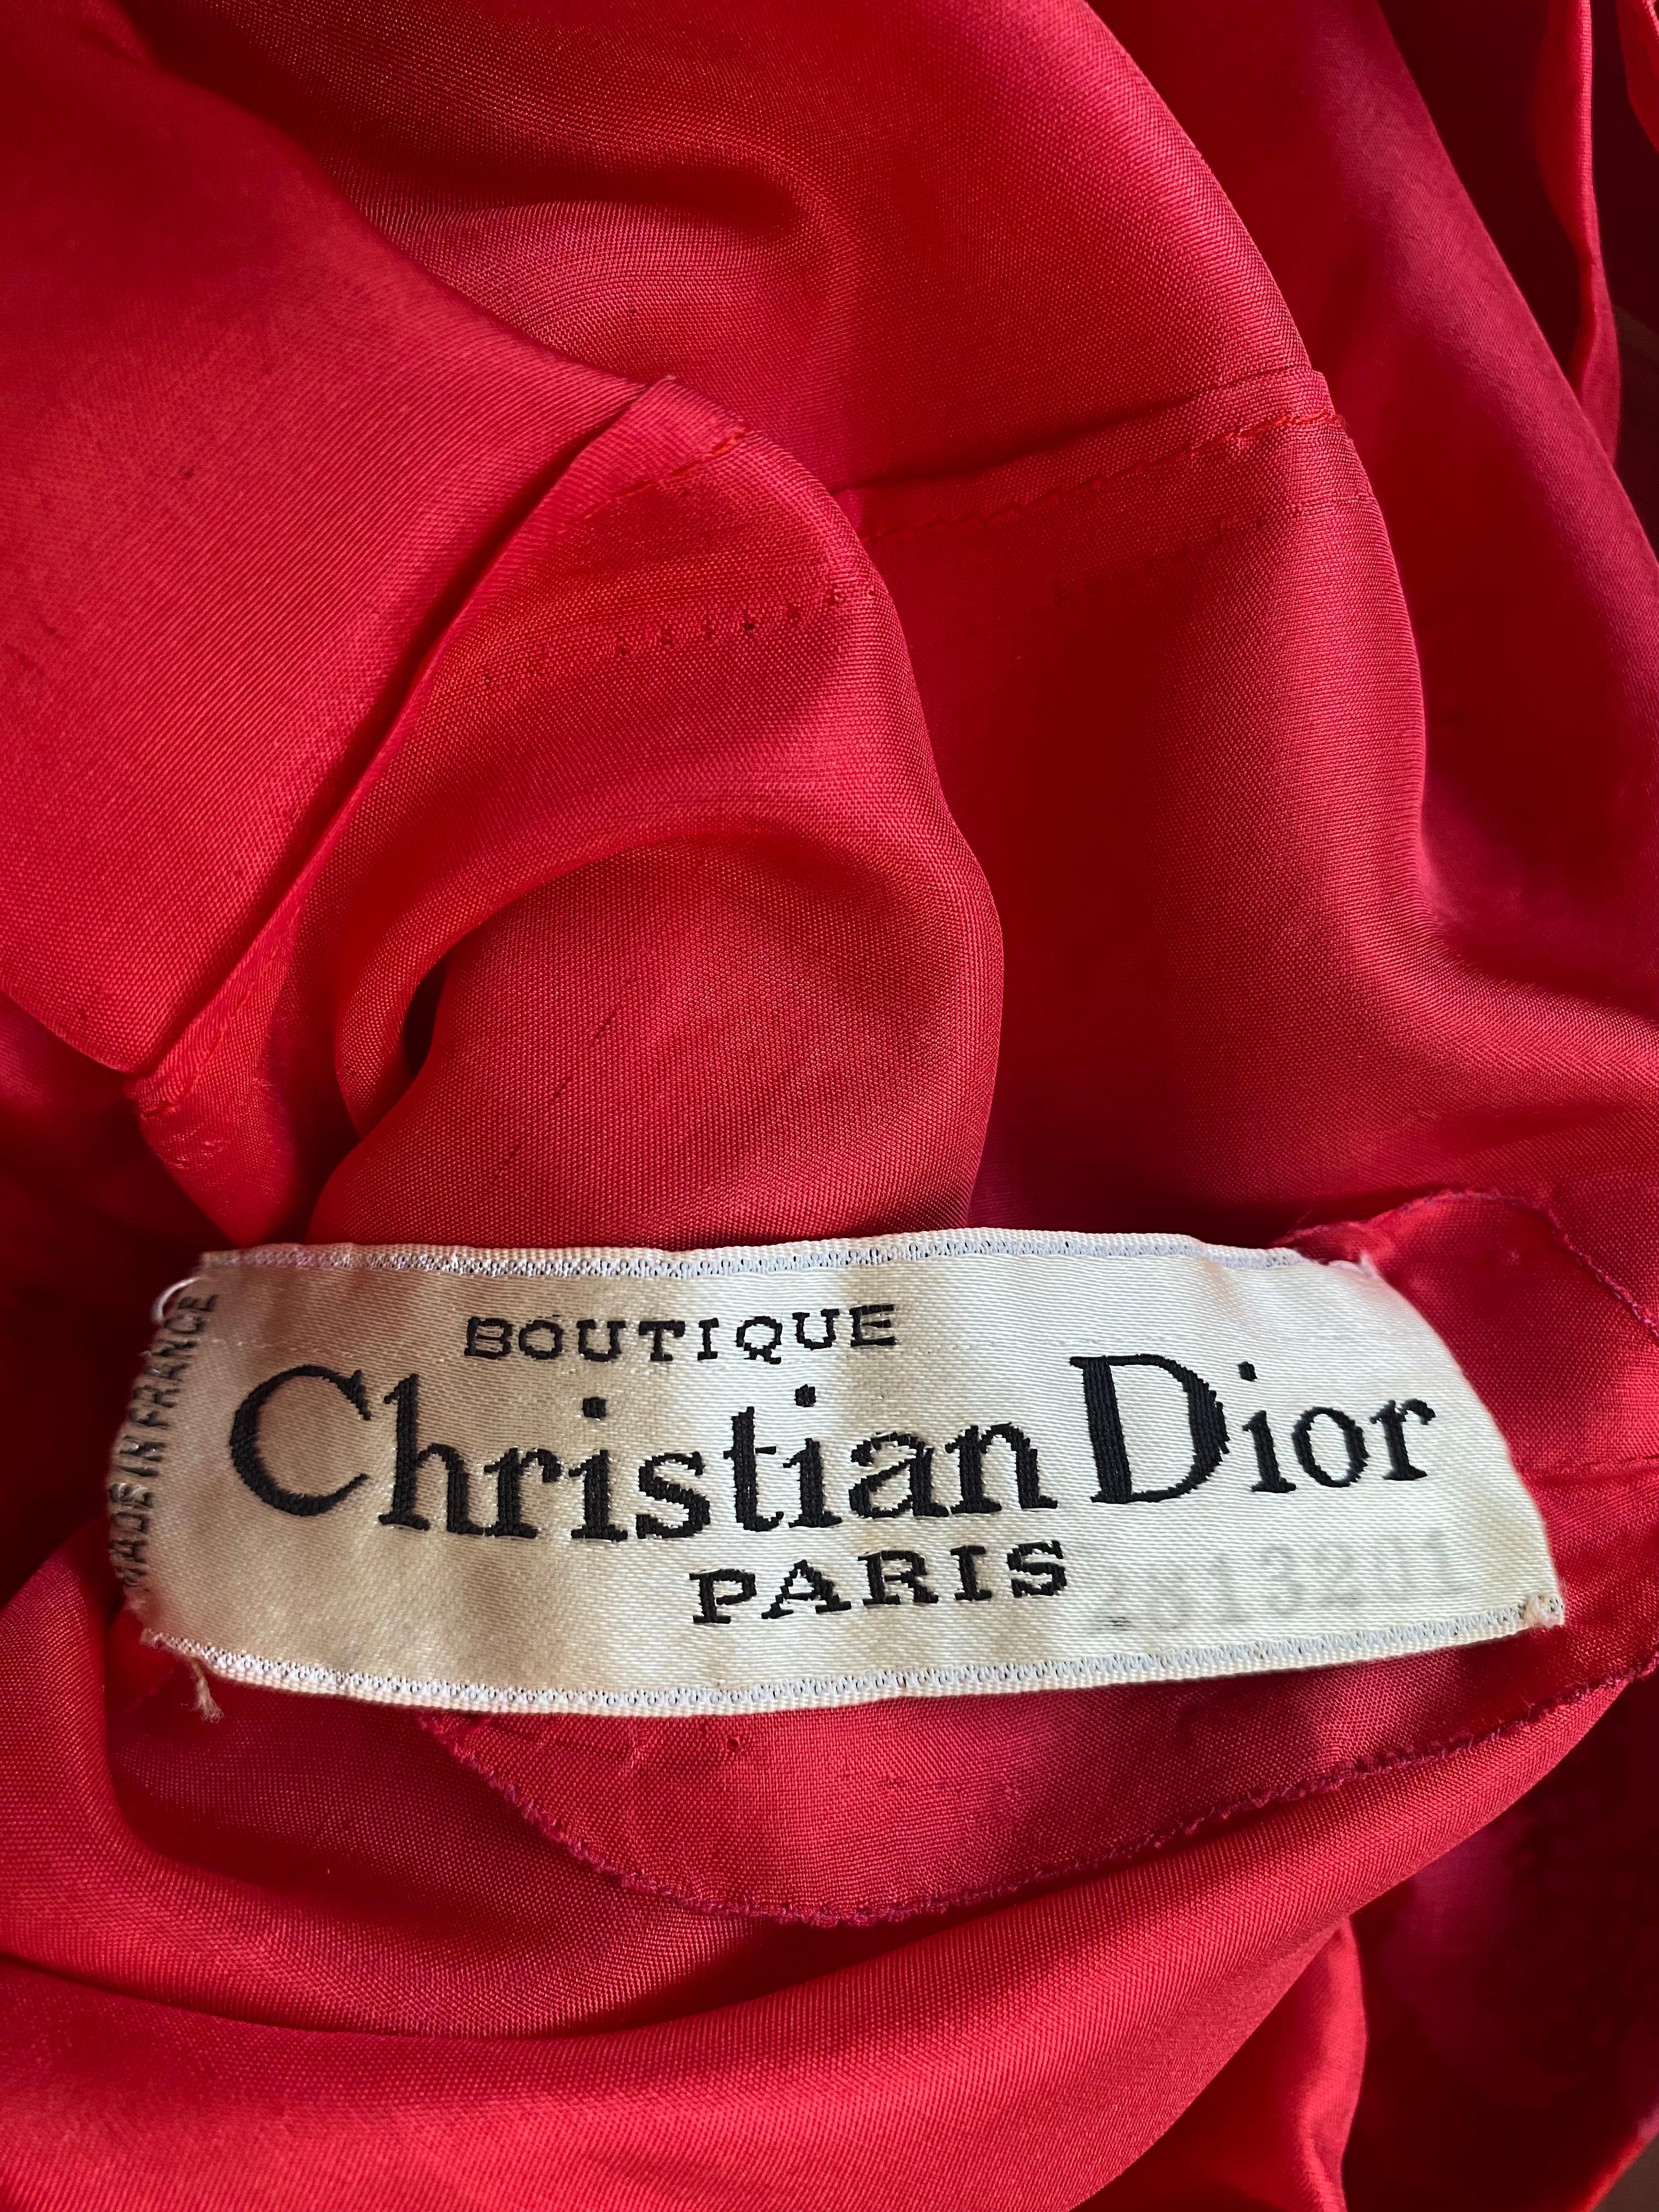 BOUTIQUE
Christian Dior
PARIS
MADE IN FRANCE